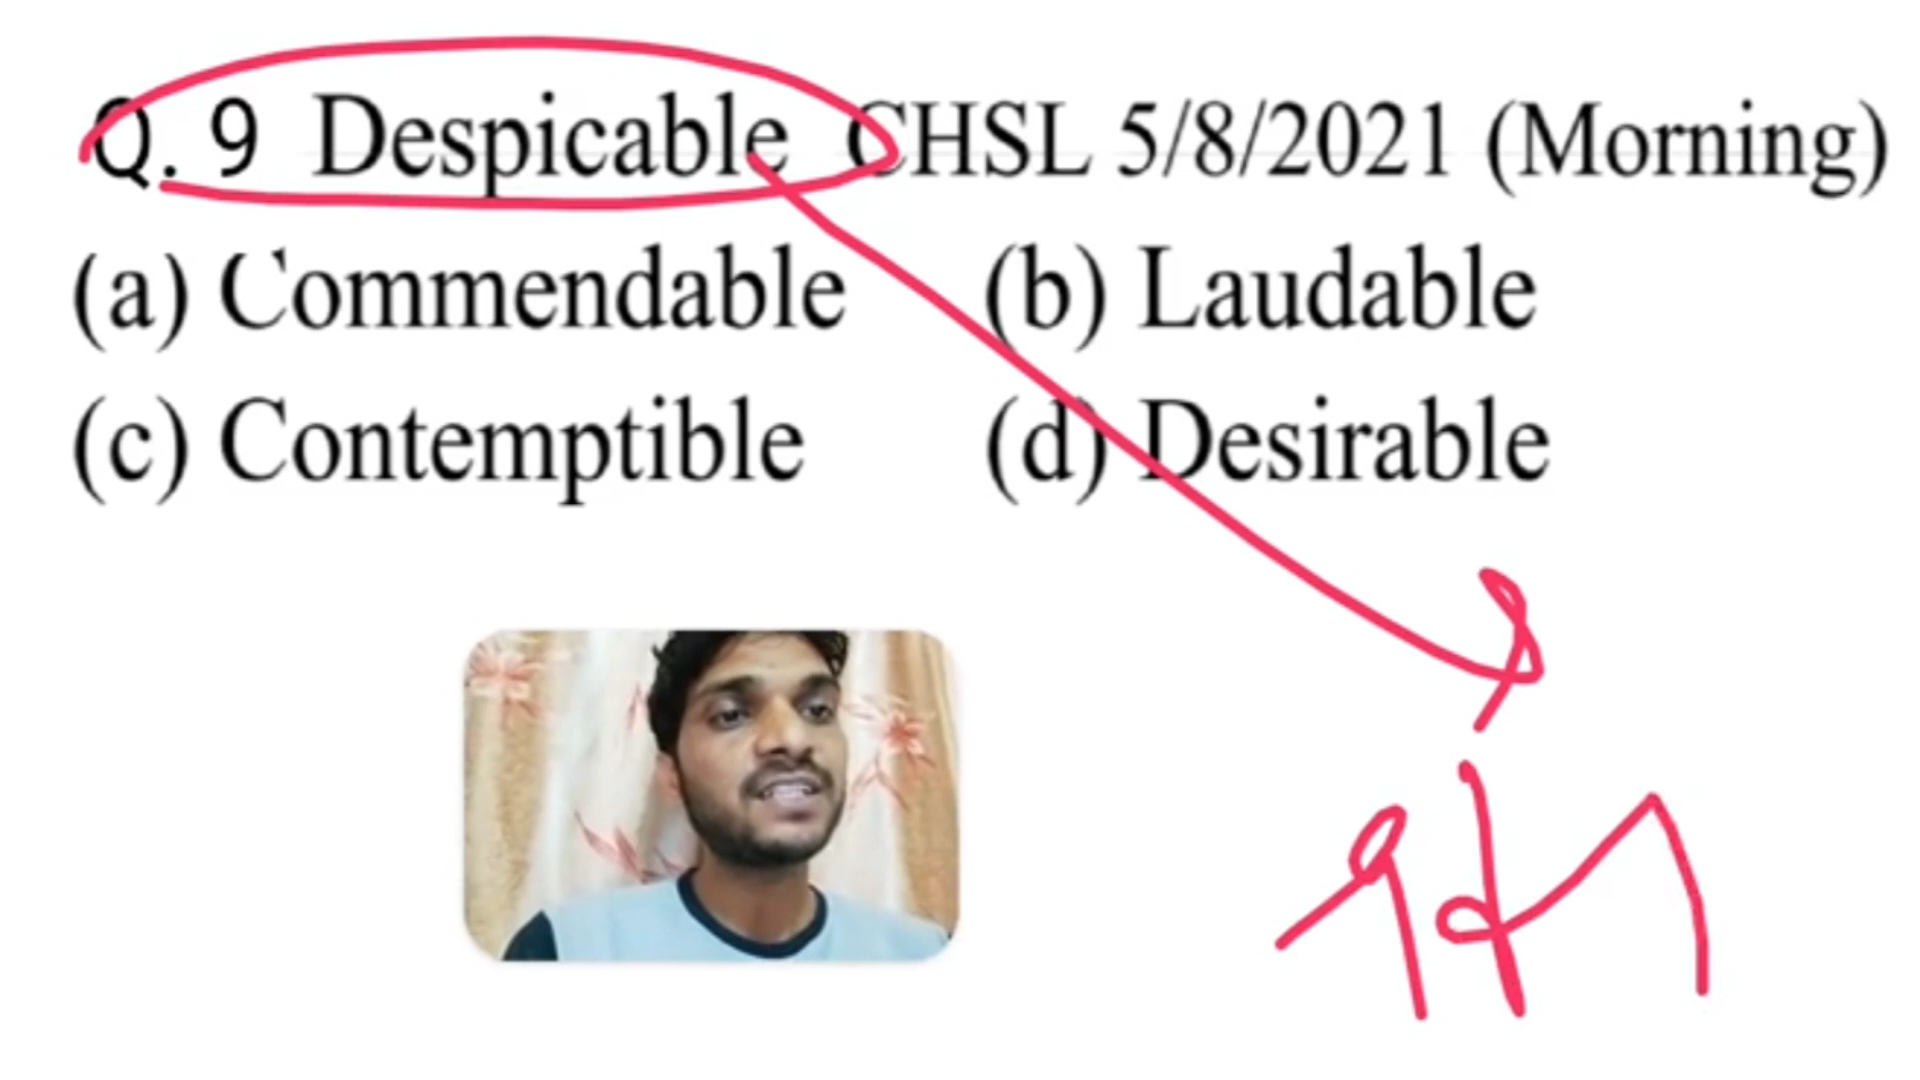 Q. 9 Despicable CHSL 5/8/2021 (Morning)
(a) Commendable (b) Laudable
(c) Contemptible (d) Desirable